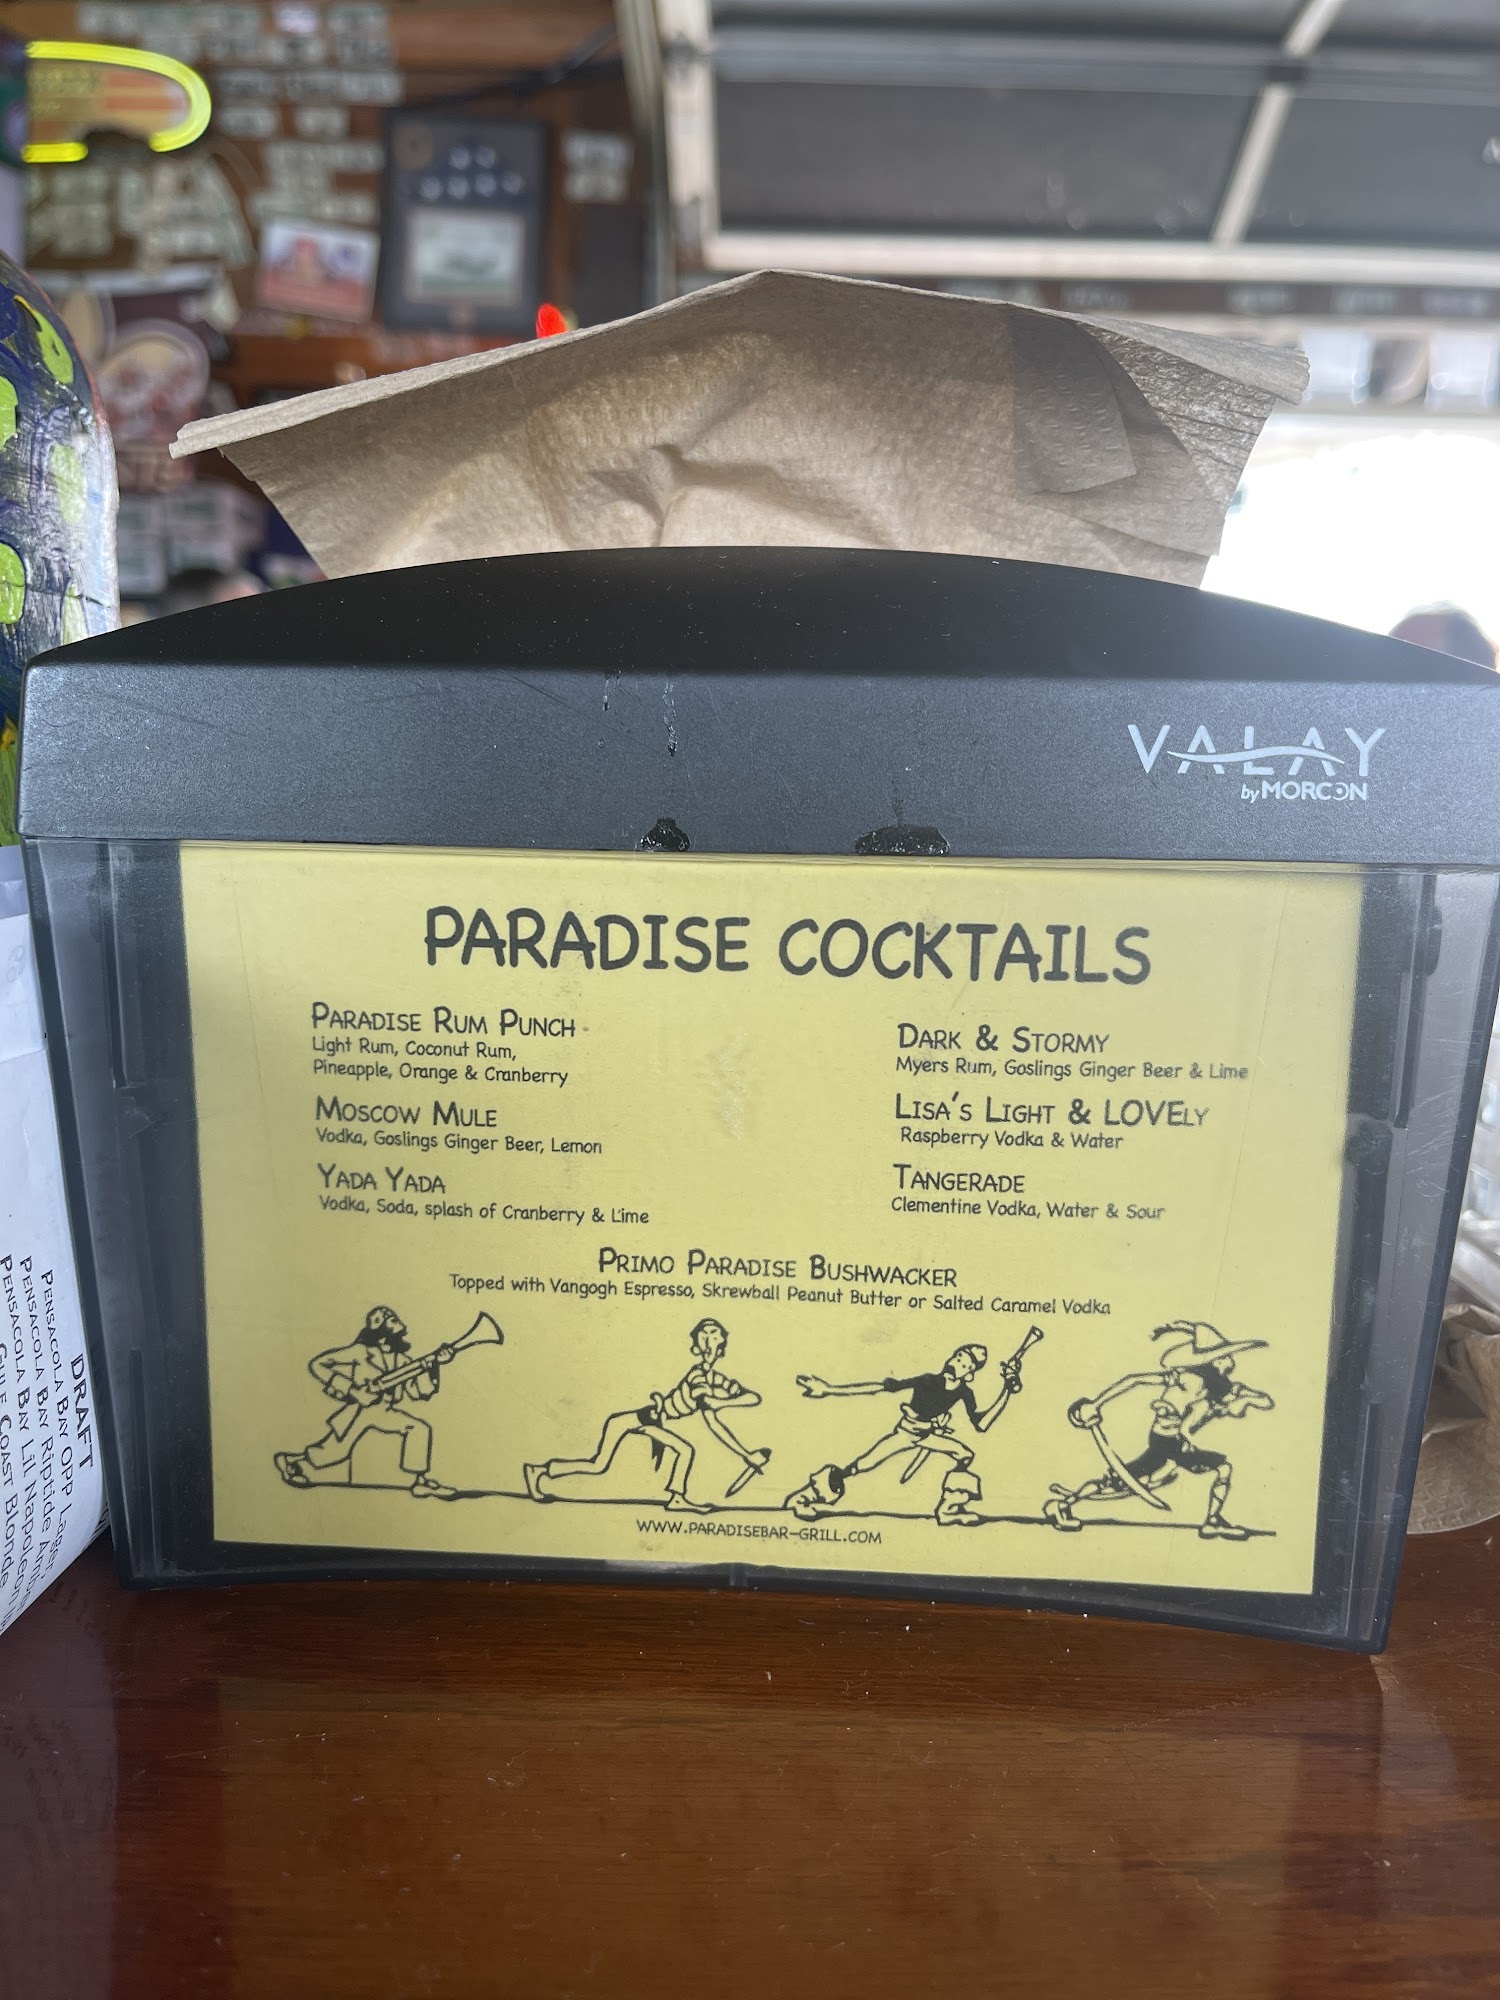 VALAY
by MORCON
PARADISE COCKTAILS
PARADISE RUM PUNCH
Light Rum, Coconut Rum,
Pineapple, Orange & Cranberry
MOSCOW MULE
Vodka, Goslings Ginger Beer, Lemon
YADA YADA
Vodka, Soda, splash of Cranberry & Lime
DARK & STORMY
Myers Rum, Goslings Ginger Beer & Lime
LISA'S LIGHT & LOVELY
Raspberry Vodka & Water
TANGERADE
Clementine Vodka, Water & Sour
PRIMO PARADISE BUSHWACKER
Topped with Vangogh Espresso, Skrewball Peanut Butter or Salted Caramel Vodka
WWW.PARADISEBAR-GRILL.COM
DRAFT
PENSACOLA BAY OPP Lager
PENSACOLA BAY Riptide
PENSACOLA BAY Lil Napoleon
GULF COAST Blonde